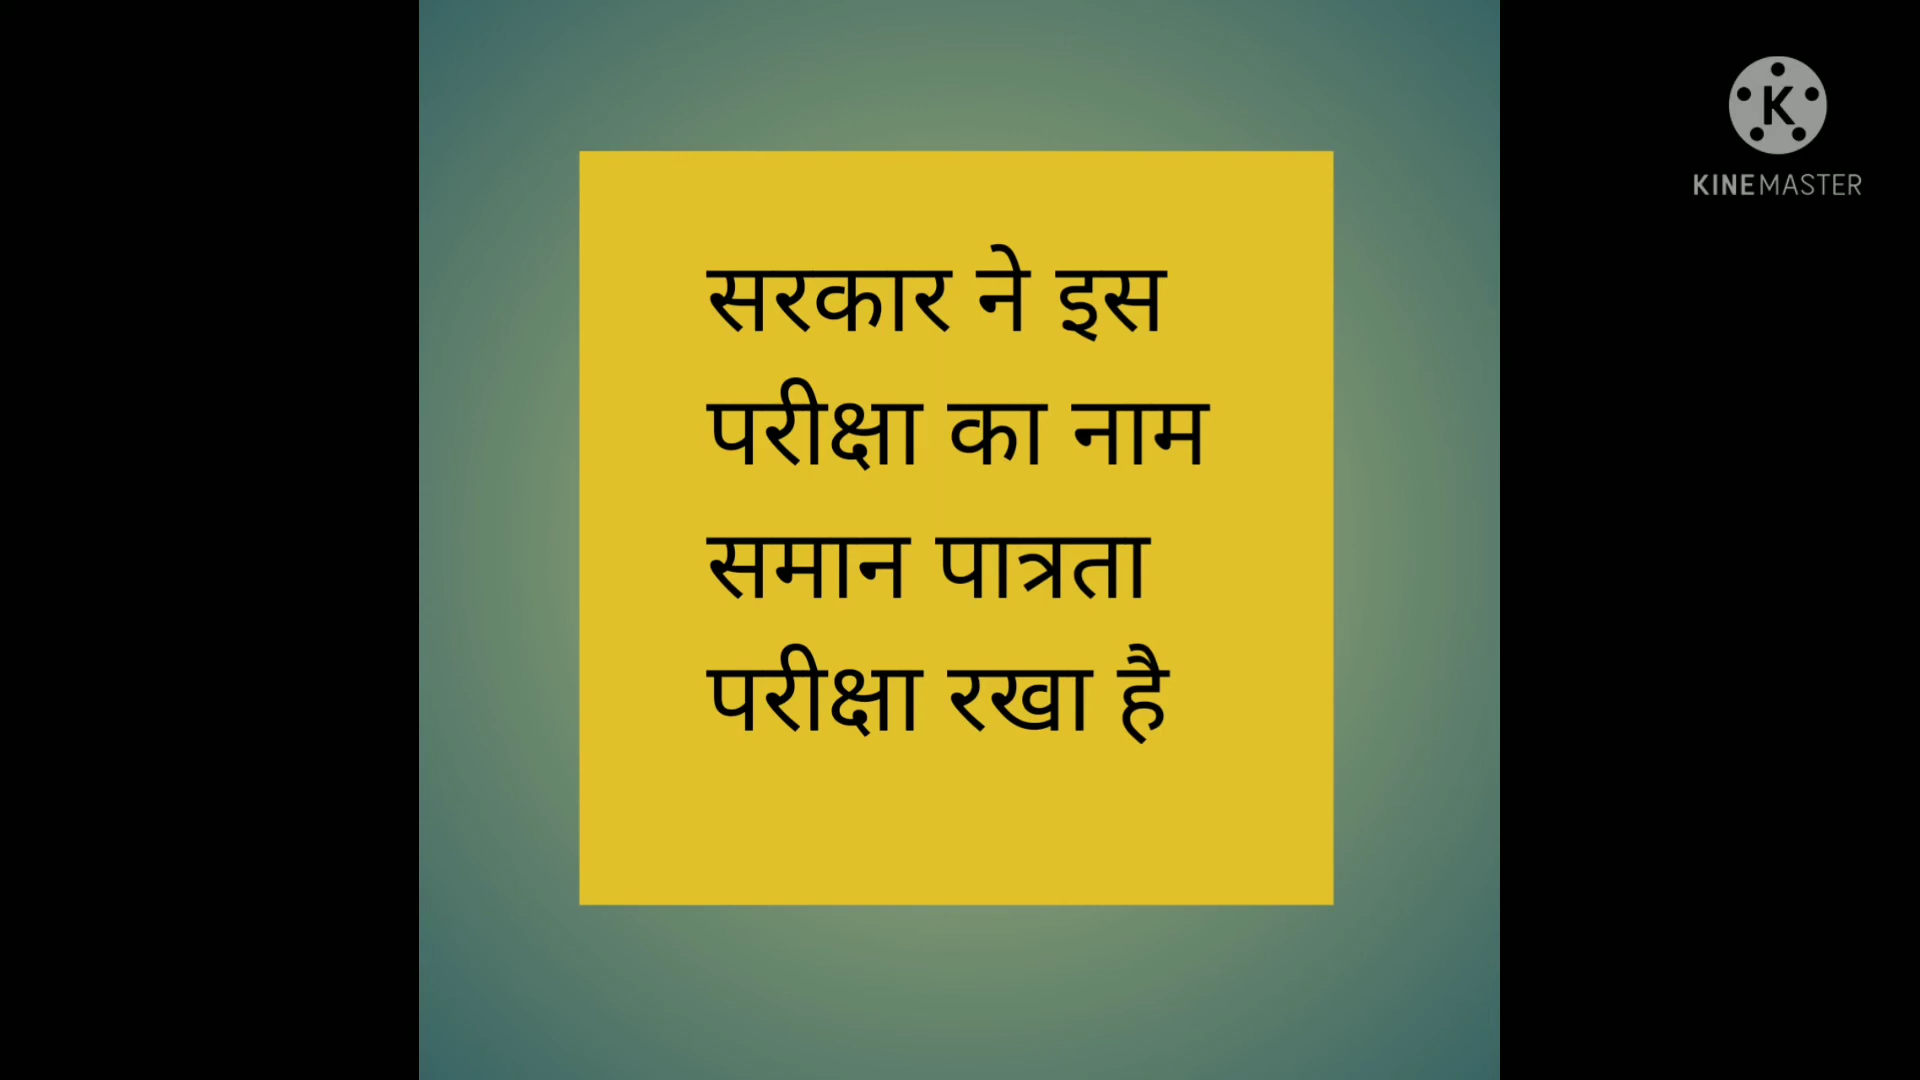 सरकार ने इस
परीक्षा का नाम
समान पात्रता
परीक्षा रखा है
K
KINEMASTER